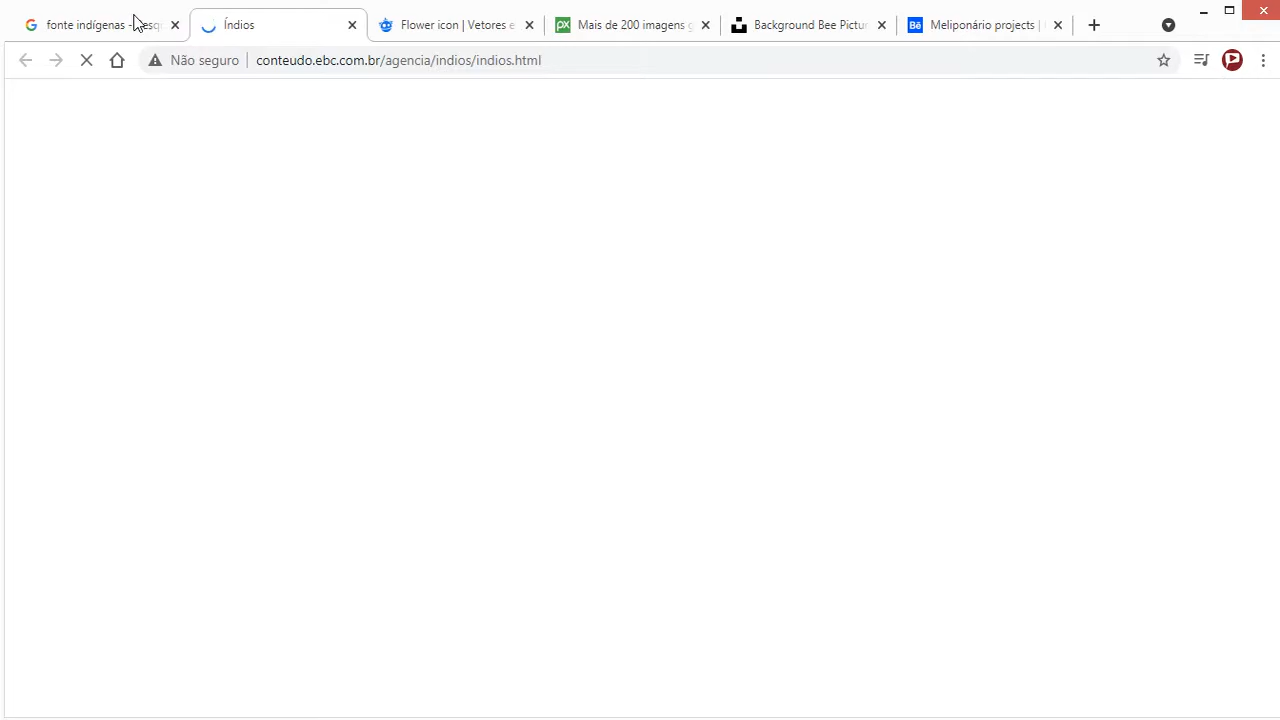 fonte indígenas - Pesq
Índios
Flower icon | Vetores e
Mais de 200 imagens g
Background Bee Pictur
Meliponário projects |
Não seguro
conteudo.ebc.com.br/agencia/indios/indios.html